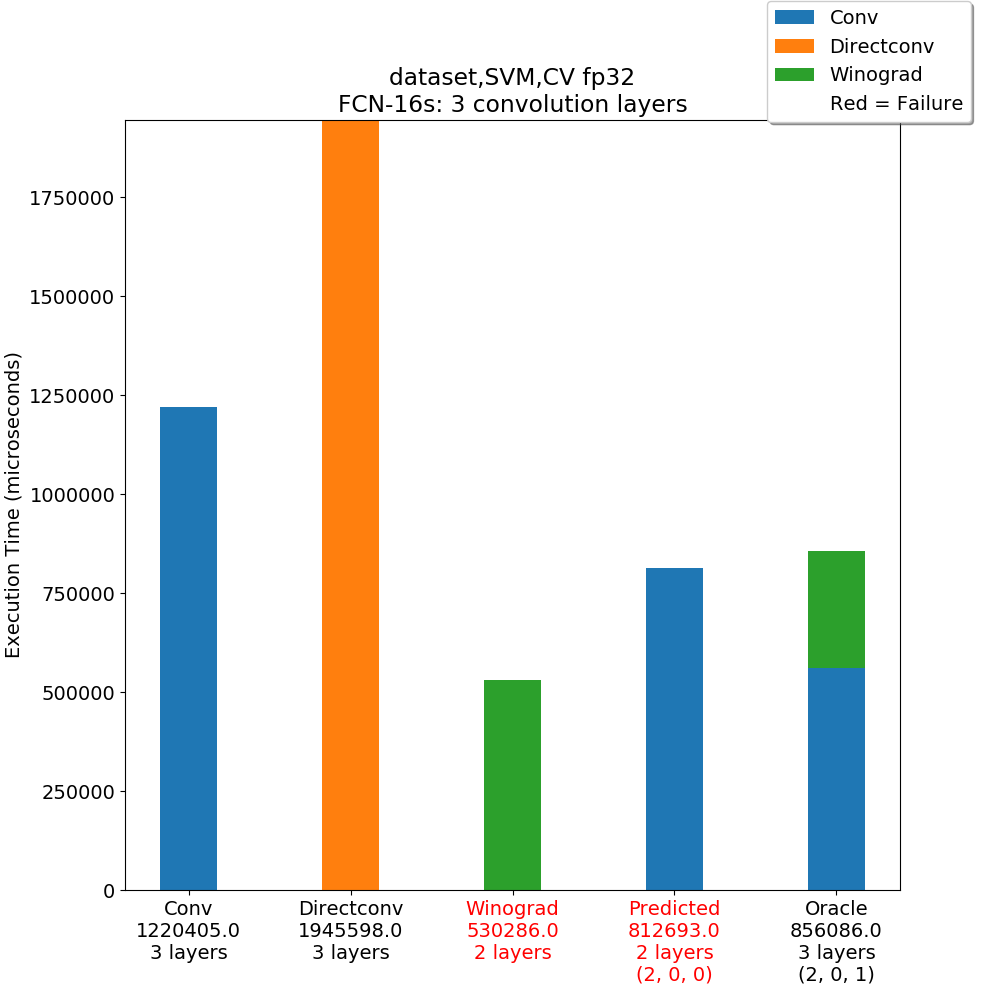 Conv
Directconv
Winograd
Red = Failure
dataset,SVM,CV fp32
FCN-16s: 3 convolution layers
Execution Time (microseconds)
1750000
1500000
1250000
1000000
750000
500000
250000
0
Conv
1220405.0
3 layers
Directconv
1945598.0
3 layers
Winograd
530286.0
2 layers
Predicted
812693.0
2 layers
(2, 0, 0)
Oracle
856086.0
3 layers
(2, 0, 1)